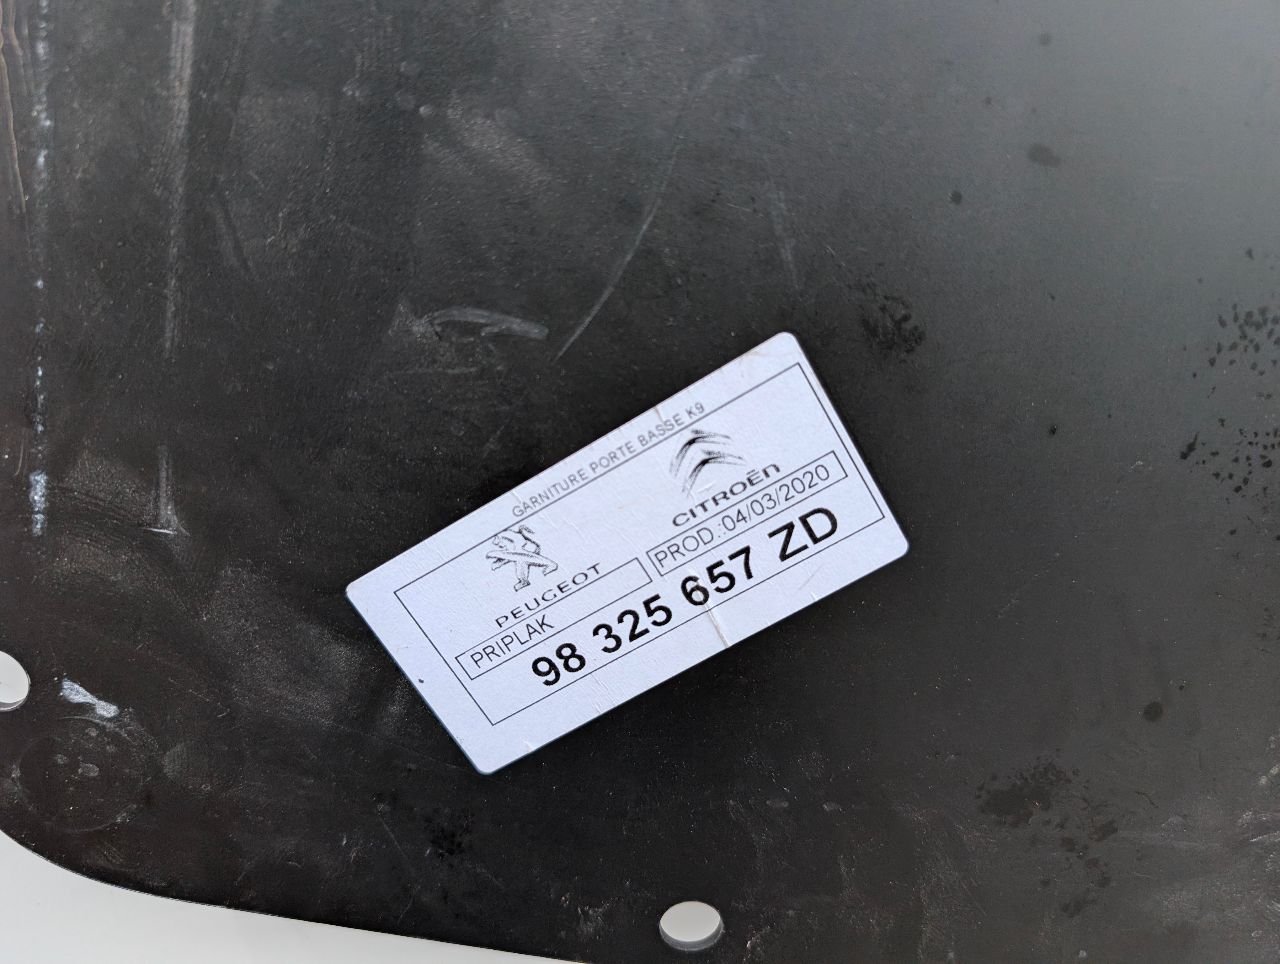 GARNITURE PORTE BASSE K9
PEUGEOT
CITROËN
PRIPLAK
PROD.:04/03/2020
98 325 657 ZD